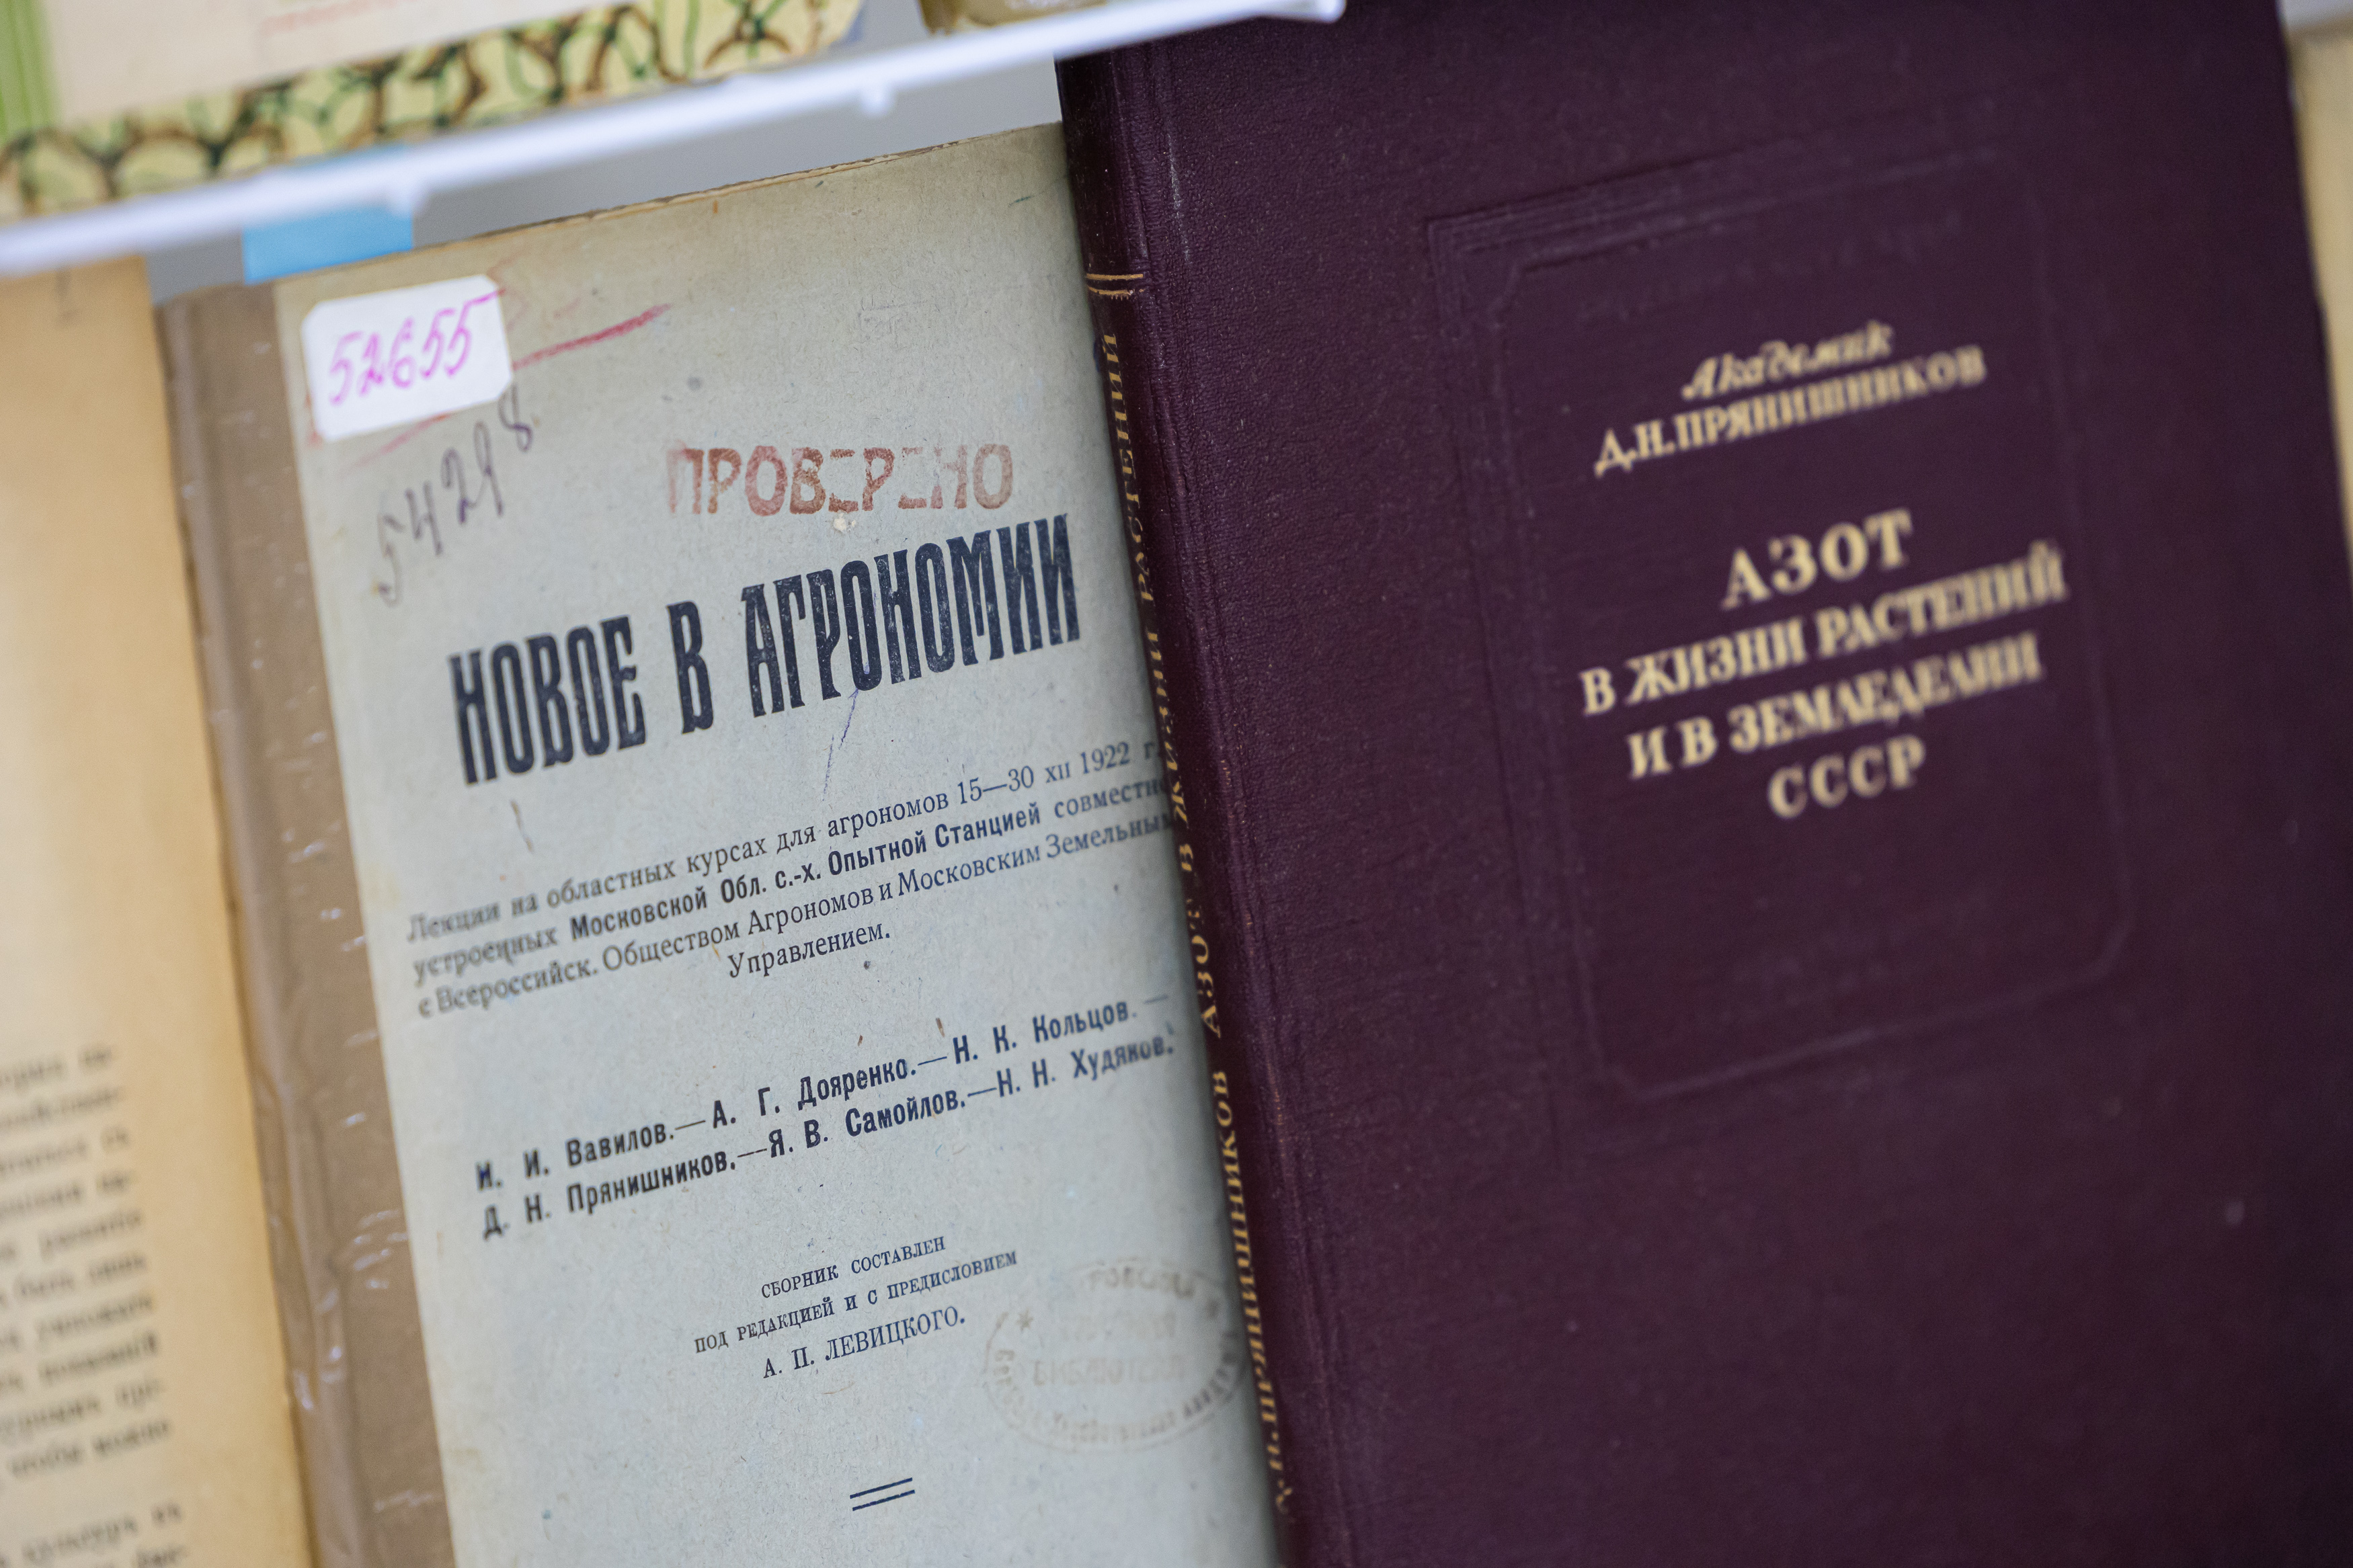 52655
54298
ПРОВЕРЕНО
НОВОЕ В АГРОНОМИИ
Лекции на областных курсах для агрономов 15—30 XII 1922 г.
устроенных Московской Обл. с.-х. Опытной Станцией совместно
с Всероссийск. Обществом Агрономов и Московским Земельным
Управлением.
Н. И. Вавилов.—А. Г. Дояренко.—Н. К. Кольцов.—
Д. Н. Прянишников.—Я. В. Самойлов.—Н. Н. Худяков.
СБОРНИК СОСТАВЛЕН
ПОД РЕДАКЦИЕЙ И С ПРЕДИСЛОВИЕМ
А. П. ЛЕВИЦКОГО.
БИБЛИОТЕКА
Д.Н. ПРЯНИШНИКОВ АЗОТ В ЖИЗНИ РАСТЕНИЙ
Академик
Д.Н.ПРЯНИШНИКОВ
АЗОТ
В ЖИЗНИ РАСТЕНИЙ
И В ЗЕМЛЕДЕЛИИ
СССР